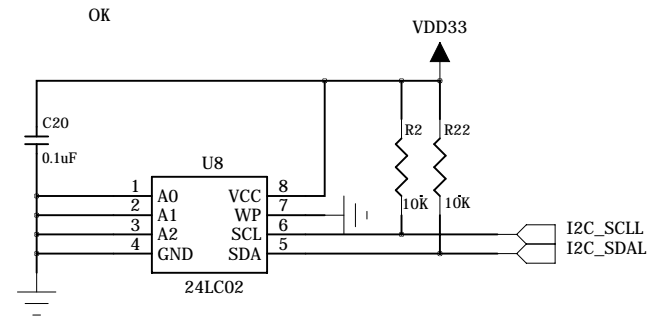 OK
VDD33
C20
0.1uF
R2
R22
10K
10K
U8
1 A0 VCC 8
2 A1 WP 7
3 A2 SCL 6
4 GND SDA 5
24LC02
I2C_SCLL
I2C_SDAL